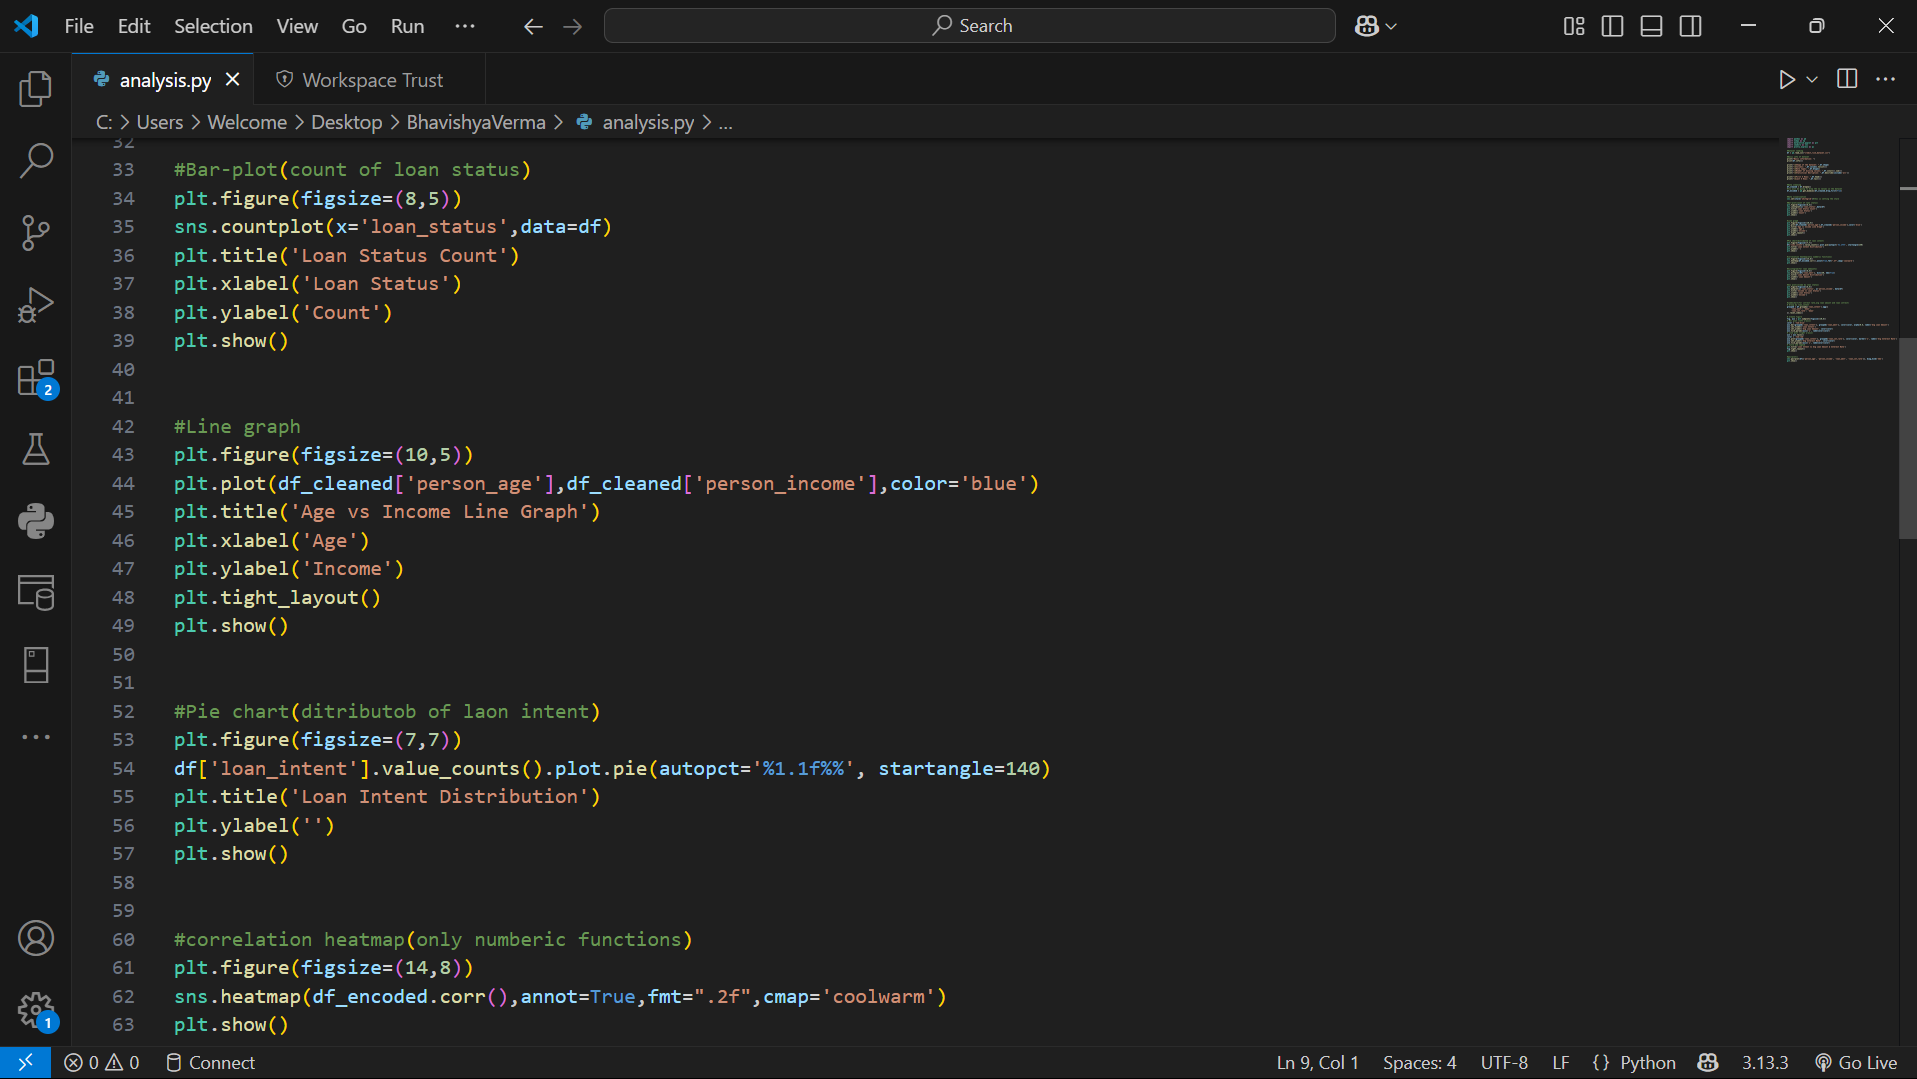 File Edit Selection View Go Run ··· Search
analysis.py Workspace Trust
C: > Users > Welcome > Desktop > BhavishyaVerma > analysis.py > ...
32
33 #Bar-plot(count of loan status)
34 plt.figure(figsize=(8,5))
35 sns.countplot(x='loan_status',data=df)
36 plt.title('Loan Status Count')
37 plt.xlabel('Loan Status')
38 plt.ylabel('Count')
39 plt.show()
40
41
42 #Line graph
43 plt.figure(figsize=(10,5))
44 plt.plot(df_cleaned['person_age'],df_cleaned['person_income'],color='blue')
45 plt.title('Age vs Income Line Graph')
46 plt.xlabel('Age')
47 plt.ylabel('Income')
48 plt.tight_layout()
49 plt.show()
50
51
52 #Pie chart(ditributob of laon intent)
53 plt.figure(figsize=(7,7))
54 df['loan_intent'].value_counts().plot.pie(autopct='%1.1f%%', startangle=140)
55 plt.title('Loan Intent Distribution')
56 plt.ylabel('')
57 plt.show()
58
59
60 #correlation heatmap(only numberic functions)
61 plt.figure(figsize=(14,8))
62 sns.heatmap(df_encoded.corr(),annot=True,fmt=".2f",cmap='coolwarm')
63 plt.show()
2
1
0 0 Connect Ln 9, Col 1 Spaces: 4 UTF-8 LF {} Python 3.13.3 Go Live